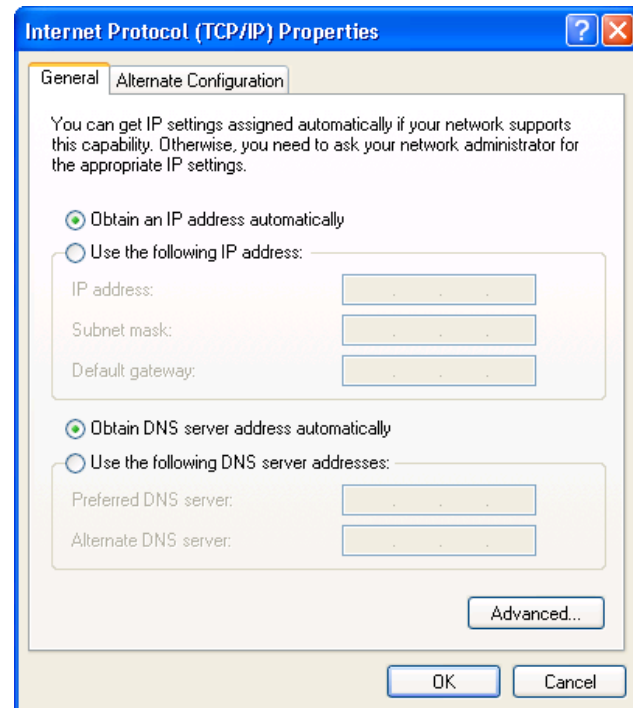 Internet Protocol (TCP/IP) Properties
General
Alternate Configuration
You can get IP settings assigned automatically if your network supports
this capability. Otherwise, you need to ask your network administrator for
the appropriate IP settings.
Obtain an IP address automatically
Use the following IP address:
IP address:
Subnet mask:
Default gateway:
Obtain DNS server address automatically
Use the following DNS server addresses:
Preferred DNS server:
Alternate DNS server:
Advanced...
OK
Cancel